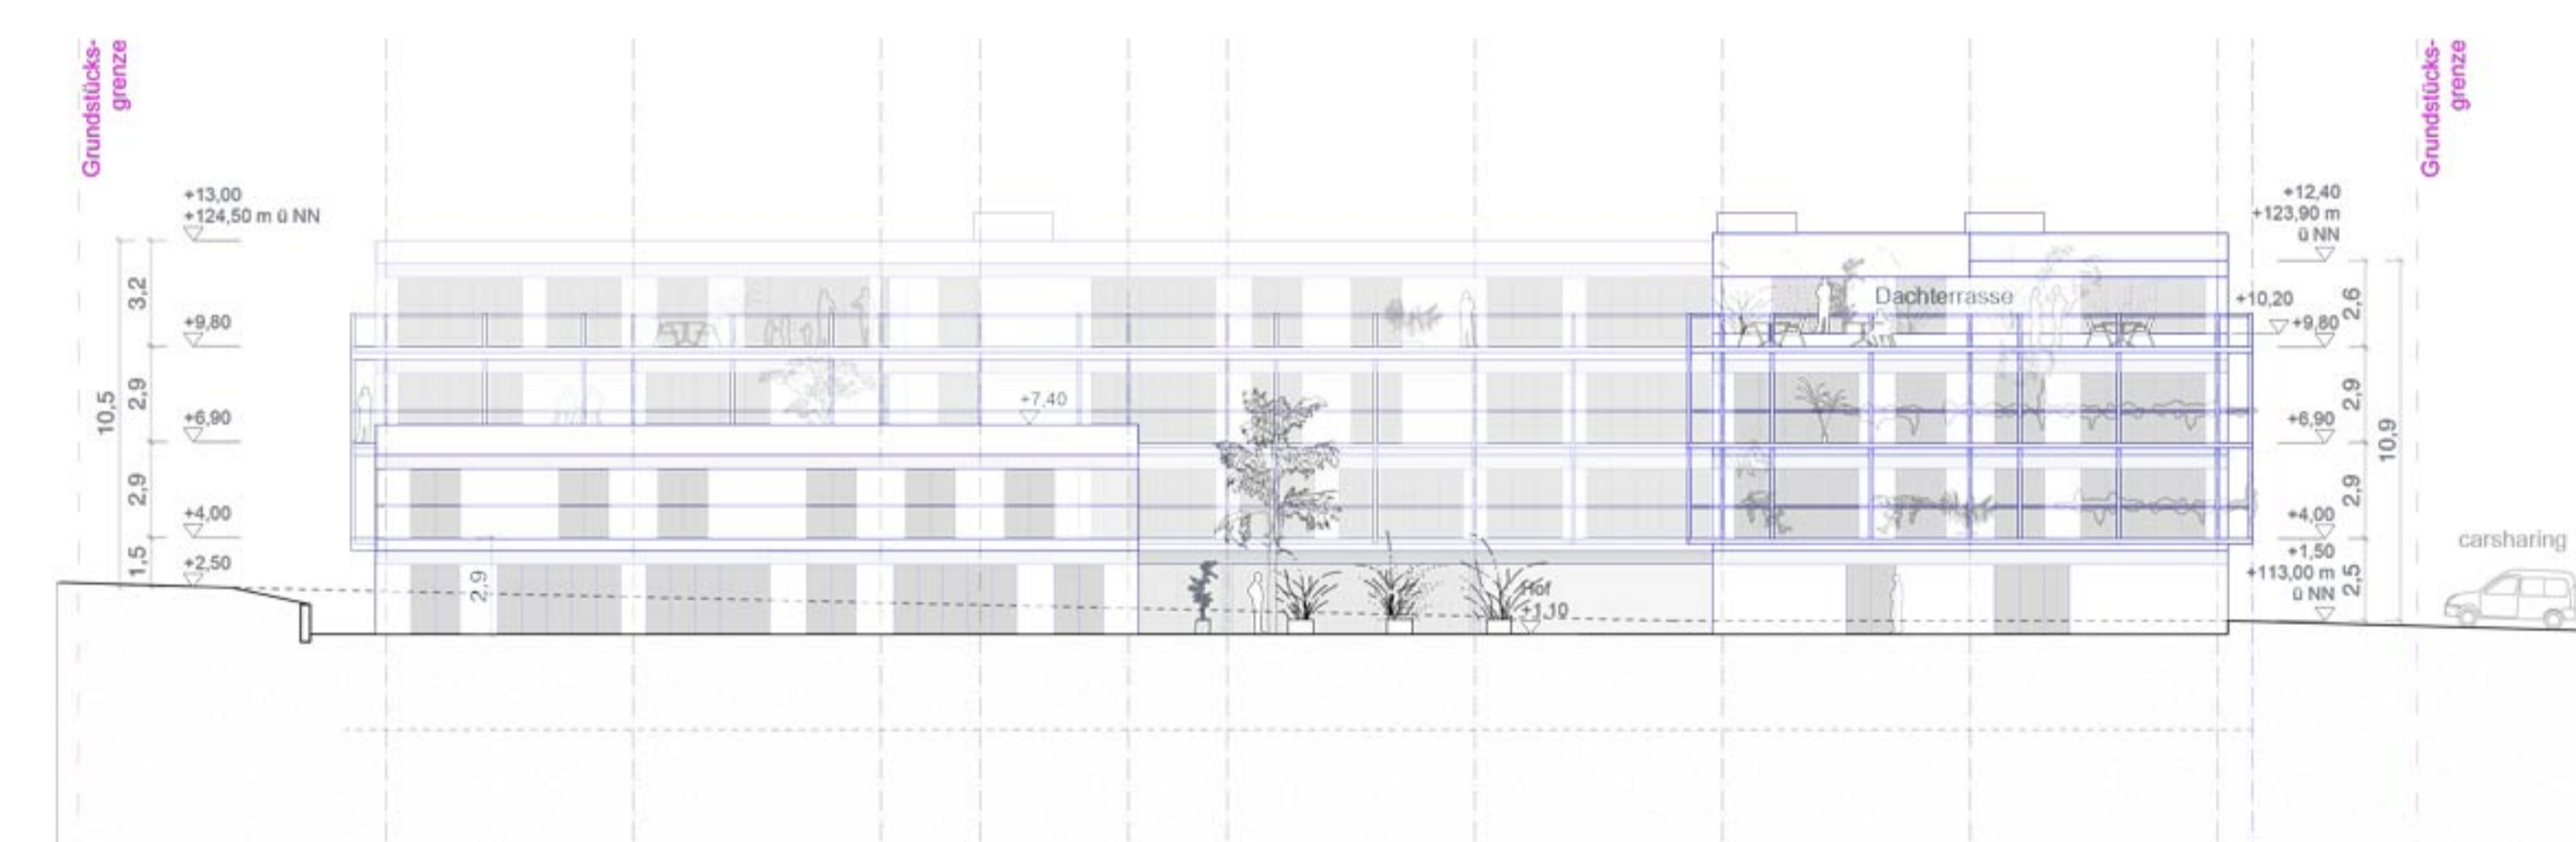 Grundstücks-
grenze
+13,00
+124,50 m ü NN
3,2
+9,80
2,9
10,5
+6,90
2,9
+4,00
1,5
+2,50
2,9
+7,40
Hof
+1,10
Dachterrasse
Grundstücks-
grenze
+12,40
+123,90 m
ü NN
+10,20
2,6
+9,80
2,9
+6,90
10,9
2,9
+4,00
+1,50
+113,00 m
ü NN
2,5
carsharing